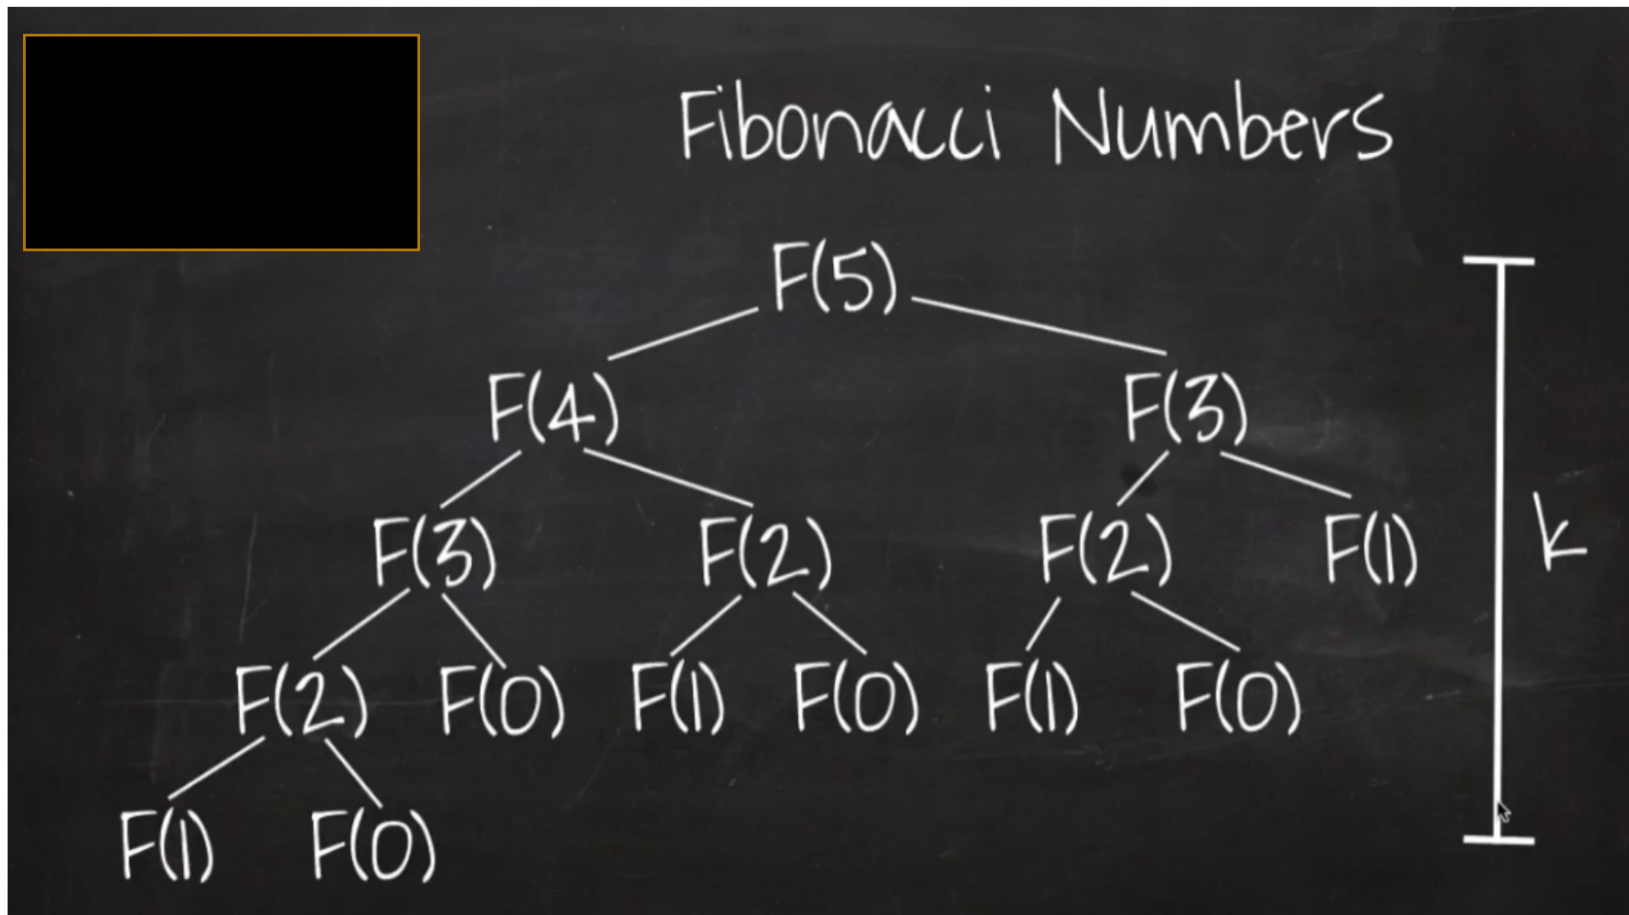 Fibonacci Numbers
F(5)
F(4) F(3)
F(3) F(2) F(2) F(1)
k
F(2) F(0) F(1) F(0) F(1) F(0)
F(1) F(0)